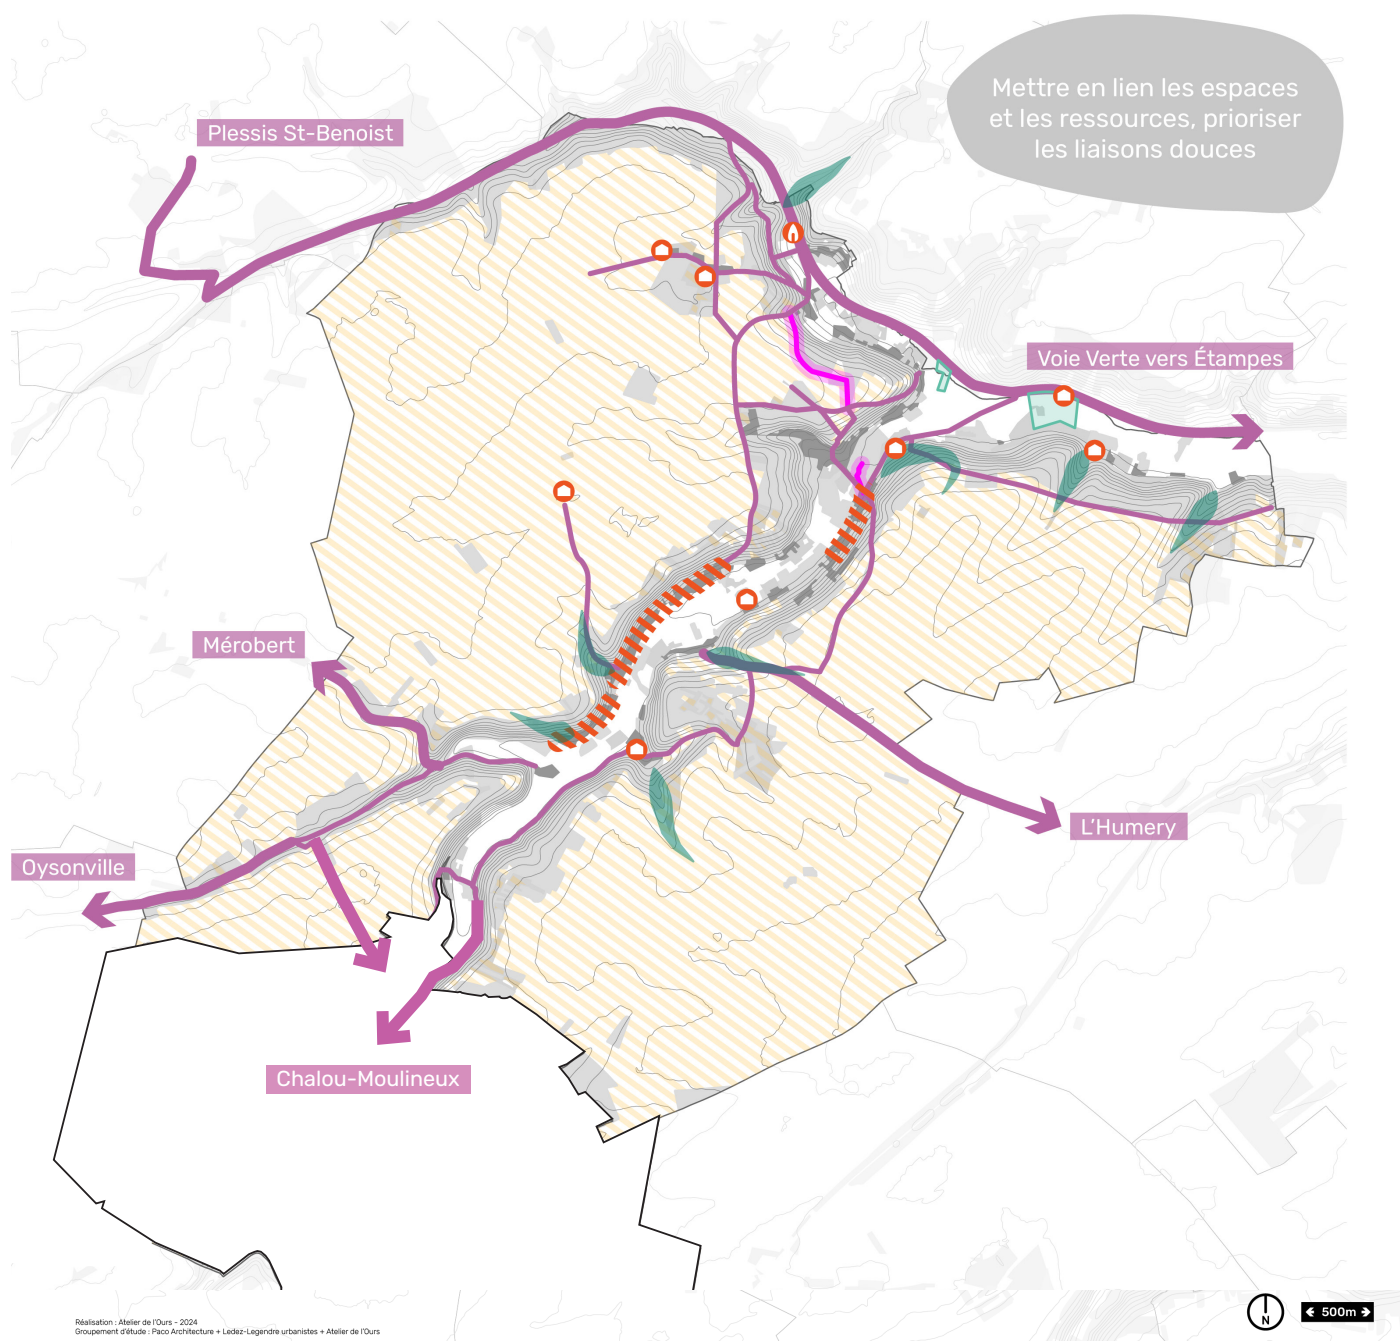 Mettre en lien les espaces
et les ressources, prioriser
les liaisons douces
Plessis St-Benoist
Voie Verte vers Étampes
Mérobert
L'Humery
Oysonville
Chalou-Moulineux
Réalisation : Atelier de l'Ours - 2024
Groupement d'étude : Paco Architecture + Ledez-Legendre urbanistes + Atelier de l'Ours
N
500m